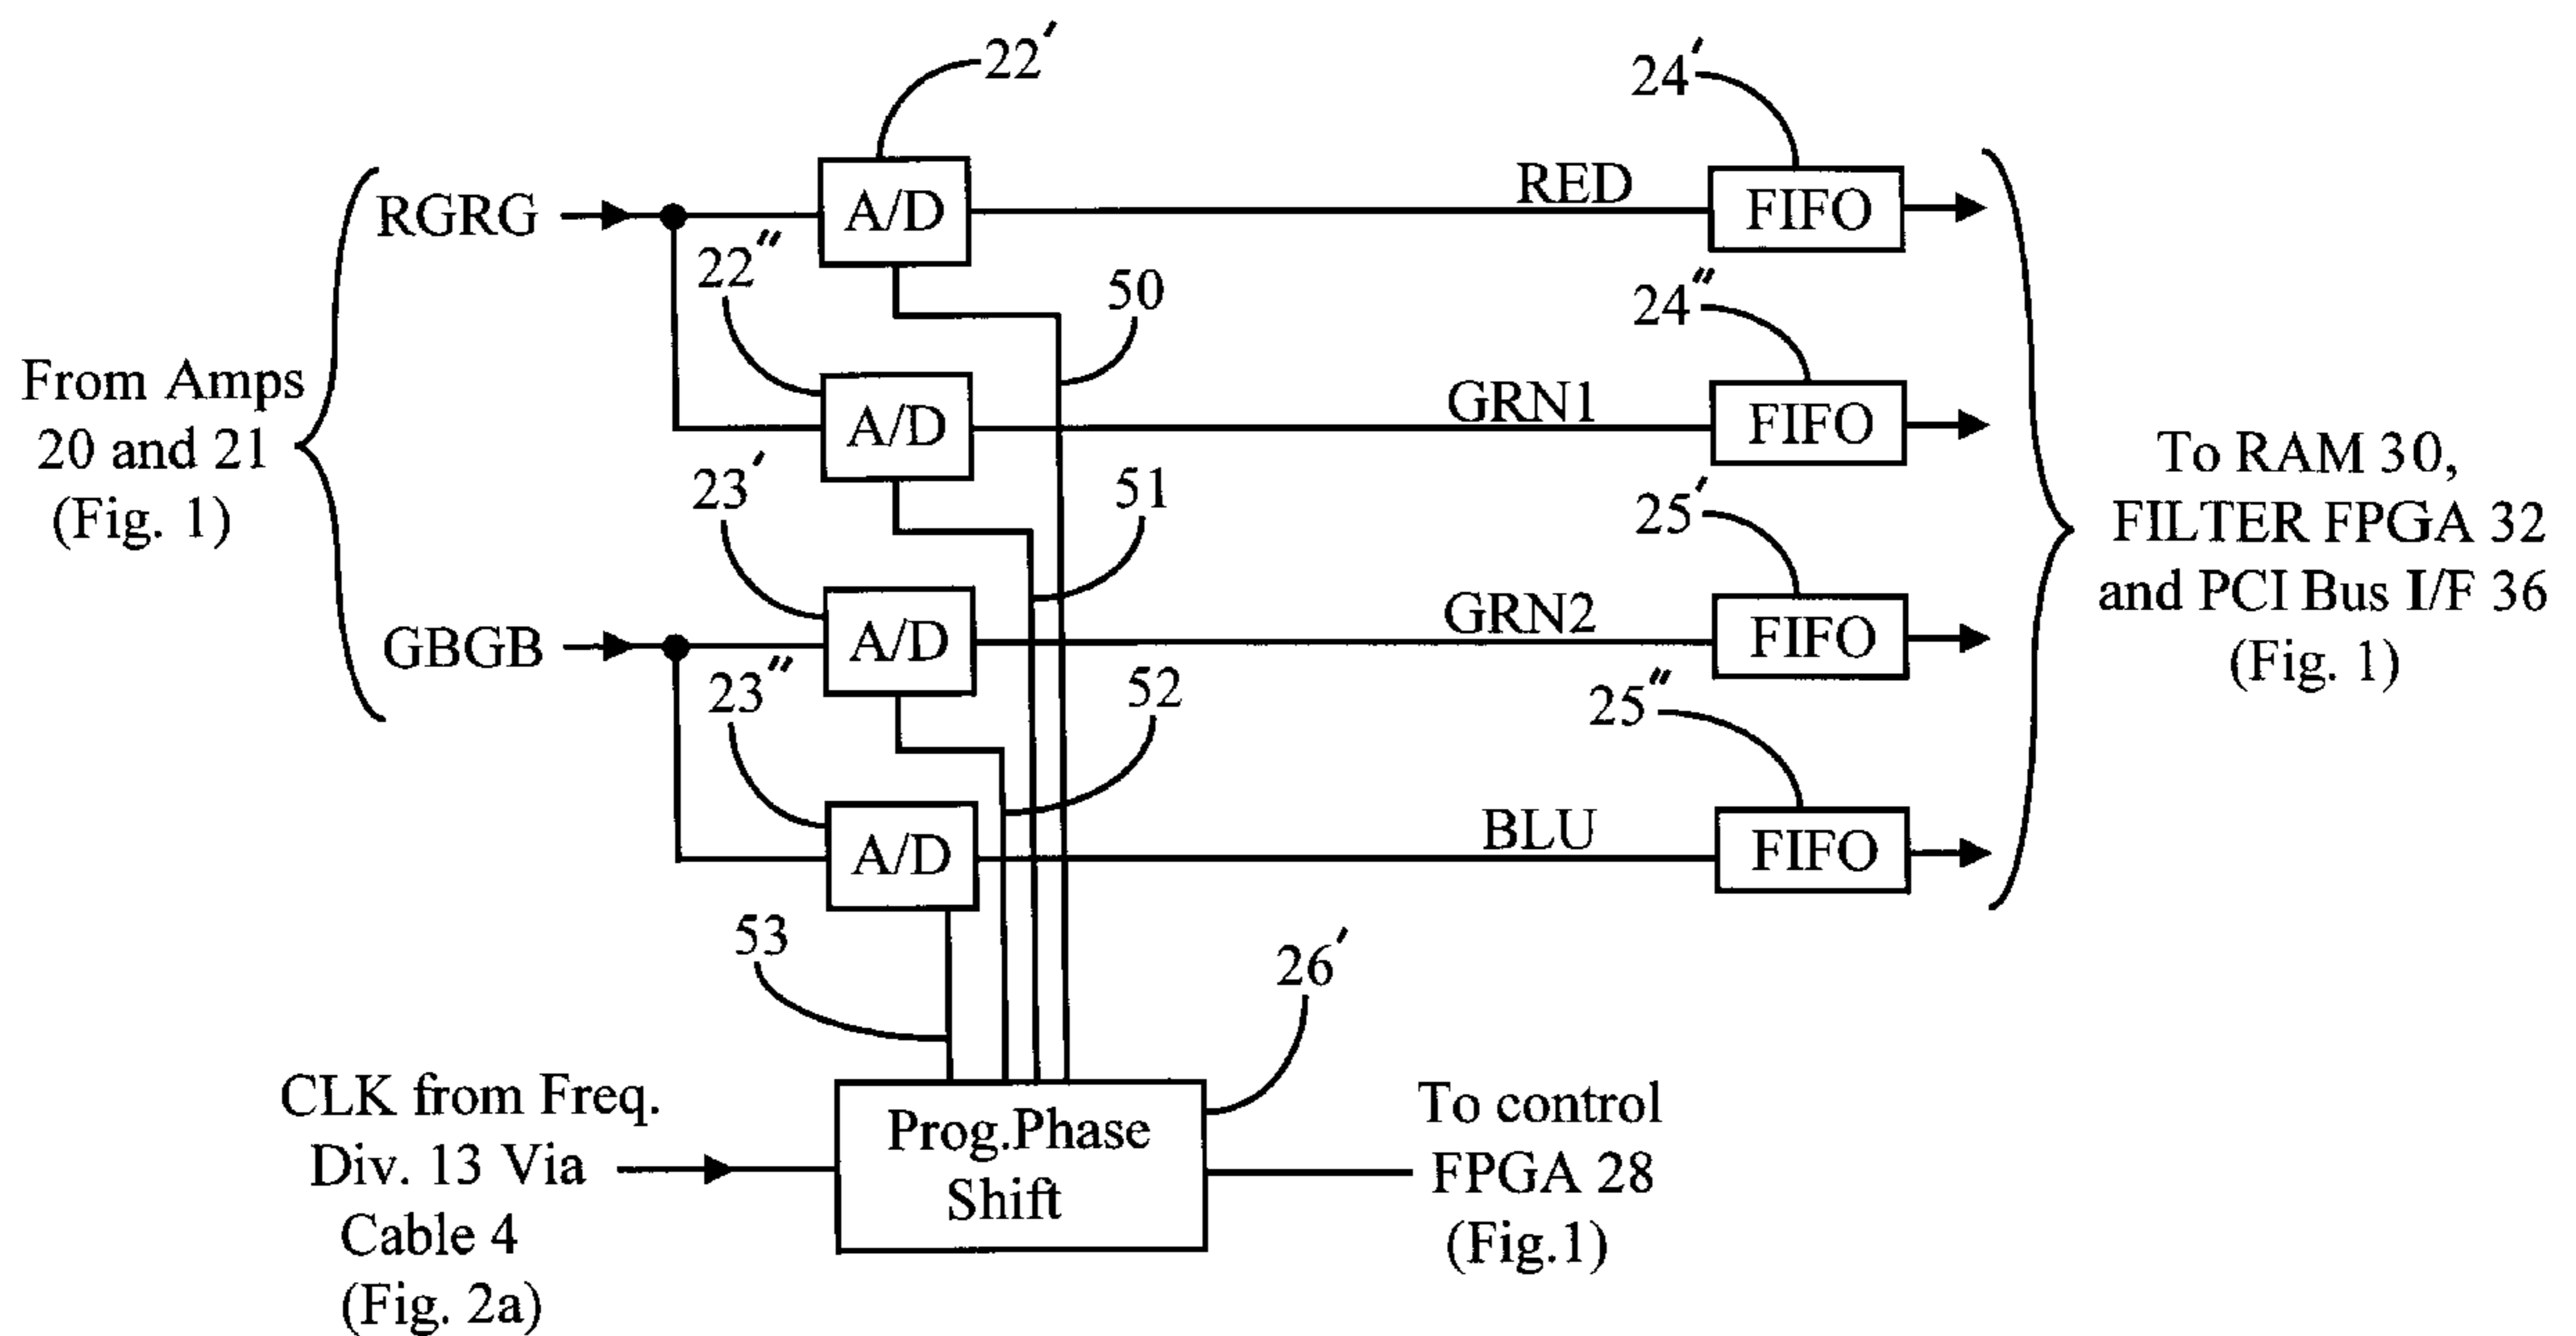 22'
24'
RGRG
A/D
RED
FIFO
22"
50
24"
From Amps
20 and 21
(Fig. 1)
A/D
GRN1
FIFO
23'
51
25'
To RAM 30,
FILTER FPGA 32
and PCI Bus I/F 36
(Fig. 1)
GBGB
A/D
GRN2
FIFO
23"
52
25"
A/D
BLU
FIFO
53
26'
CLK from Freq.
Div. 13 Via
Cable 4
(Fig. 2a)
Prog.Phase
Shift
To control
FPGA 28
(Fig.1)